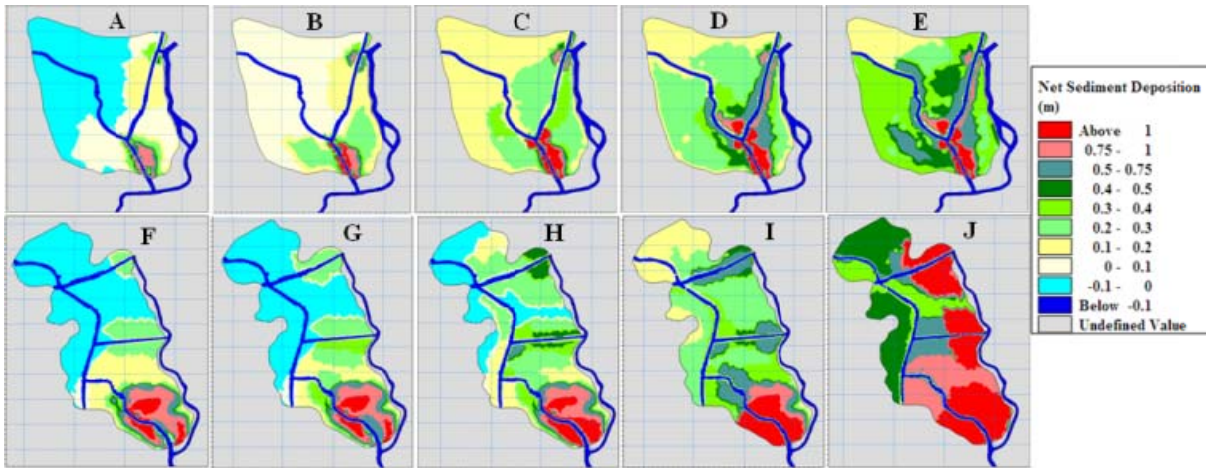 A B C D E
F G H I J
Net Sediment Deposition
(m)
Above 1
0.75 - 1
0.5 - 0.75
0.4 - 0.5
0.3 - 0.4
0.2 - 0.3
0.1 - 0.2
0 - 0.1
-0.1 - 0
Below -0.1
Undefined Value